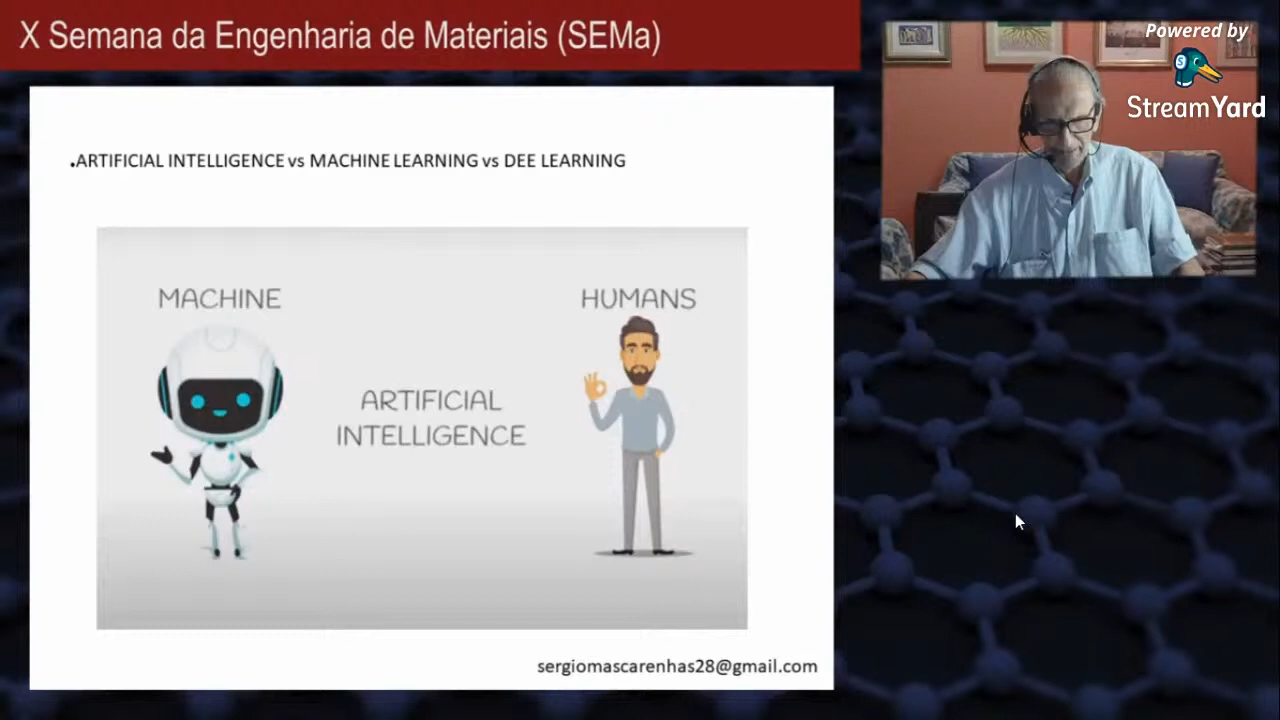 X Semana da Engenharia de Materiais (SEMa)
Powered by
StreamYard
.ARTIFICIAL INTELLIGENCE vs MACHINE LEARNING vs DEE LEARNING
MACHINE
HUMANS
ARTIFICIAL
INTELLIGENCE
sergiomascarenhas28@gmail.com